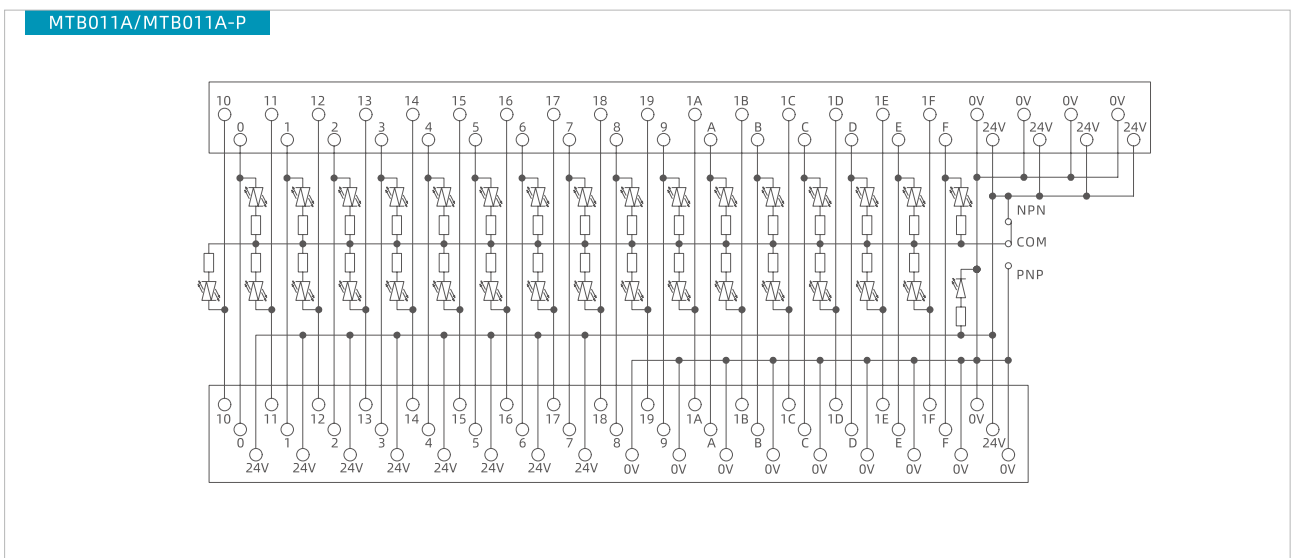 MTB011A/MTB011A-P
10 11 12 13 14 15 16 17 18 19 1A 1B 1C 1D 1E 1F 0V 0V 0V 0V
0 1 2 3 4 5 6 7 8 9 A B C D E F 24V 24V 24V 24V
NPN
COM
PNP
10 11 12 13 14 15 16 17 18 19 1A 1B 1C 1D 1E 1F 0V
0 1 2 3 4 5 6 7 8 9 A B C D E F 24V
24V 24V 24V 24V 24V 24V 24V 24V 0V 0V 0V 0V 0V 0V 0V 0V 0V